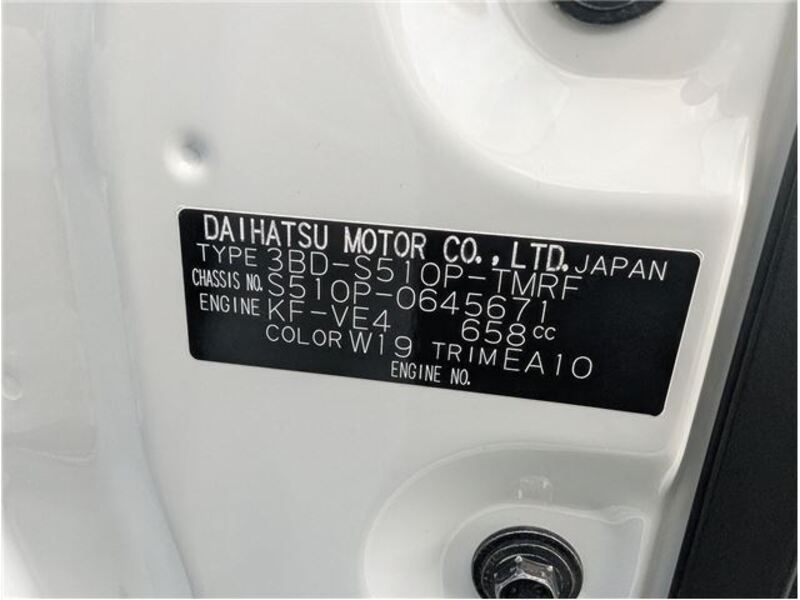 DAIHATSU MOTOR CO., LTD. JAPAN
TYPE 3BD-S510P-TMRF
CHASSIS NO. S510P-0645671
ENGINE KF-VE4 658cc
COLOR W19 TRIM EA10
ENGINE NO.